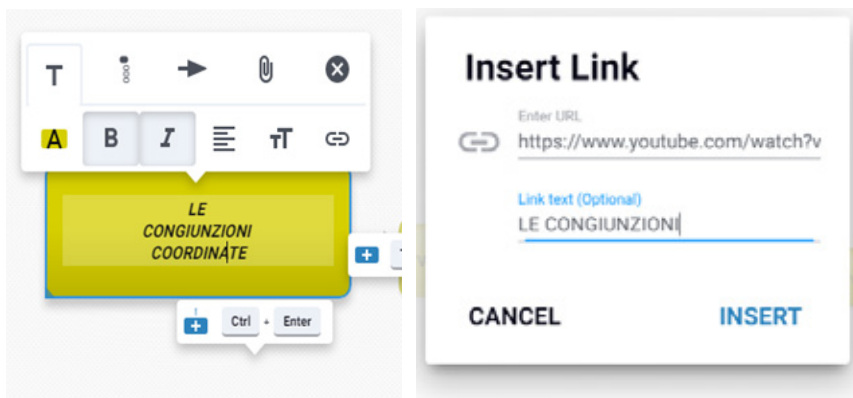 T
A B I TT
LE
CONGIUNZIONI
COORDINATE
Ctrl + Enter
Insert Link
Enter URL
https://www.youtube.com/watch?v
Link text (Optional)
LE CONGIUNZIONI
CANCEL INSERT